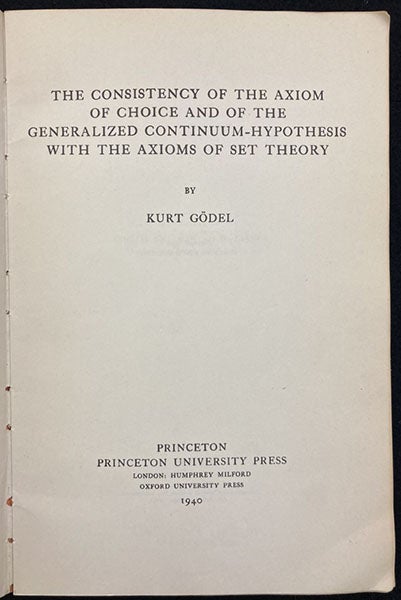 THE CONSISTENCY OF THE AXIOM
OF CHOICE AND OF THE
GENERALIZED CONTINUUM-HYPOTHESIS
WITH THE AXIOMS OF SET THEORY
BY
KURT GÖDEL
PRINCETON
PRINCETON UNIVERSITY PRESS
LONDON: HUMPHREY MILFORD
OXFORD UNIVERSITY PRESS
1940